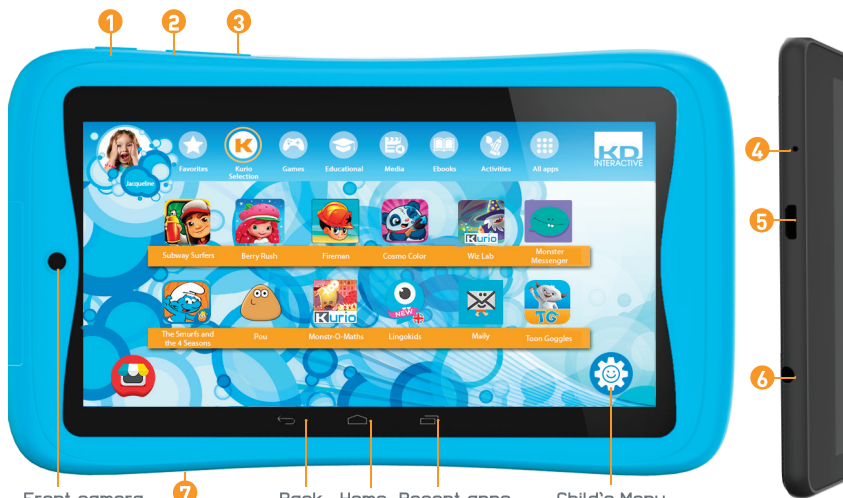 1
2
3
Favorites
Kurio
Selection
Games
Educational
Media
Ebooks
Activities
All apps
KD
INTERACTIVE
Jacqueline
K
4
5
Subway Surfers
Berry Rush
Fireman
Cosmo Color
Kurio
Wiz Lab
Monster
Messenger
Kurio
NEW
TG
The Smurfs and
the 4 Seasons
Pou
Monstr-O-Maths
Lingokids
Maily
Toon Goggles
6
7
Front camera
Back
Home
Recent apps
Child's Menu